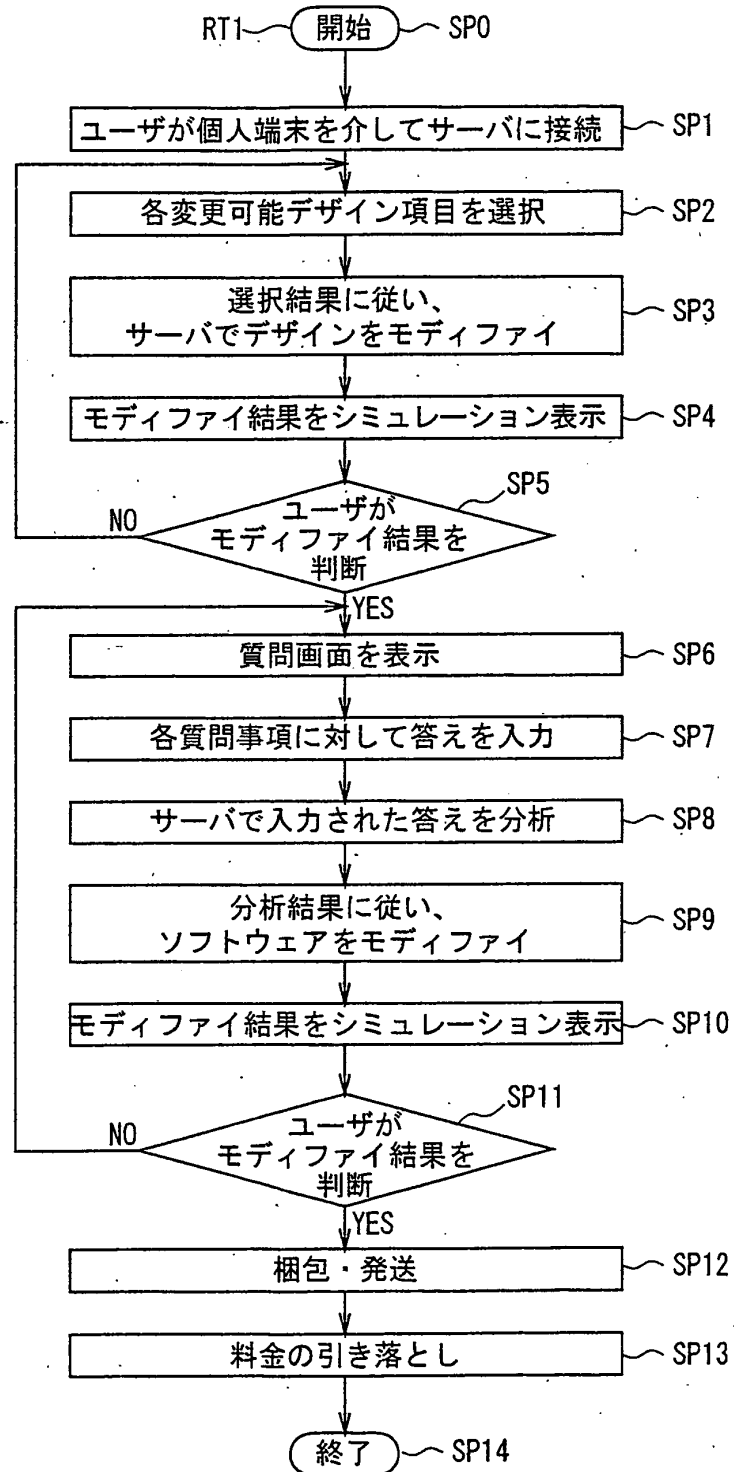 RT1 開始 SP0
ユーザが個人端末を介してサーバに接続 SP1
各変更可能デザイン項目を選択 SP2
選択結果に従い、
サーバでデザインをモディファイ SP3
モディファイ結果をシミュレーション表示 SP4
SP5
ユーザが
モディファイ結果を
判断
NO
YES
質問画面を表示 SP6
各質問事項に対して答えを入力 SP7
サーバで入力された答えを分析 SP8
分析結果に従い、
ソフトウェアをモディファイ SP9
モディファイ結果をシミュレーション表示 SP10
SP11
ユーザが
モディファイ結果を
判断
NO
YES
梱包・発送 SP12
料金の引き落とし SP13
終了 SP14